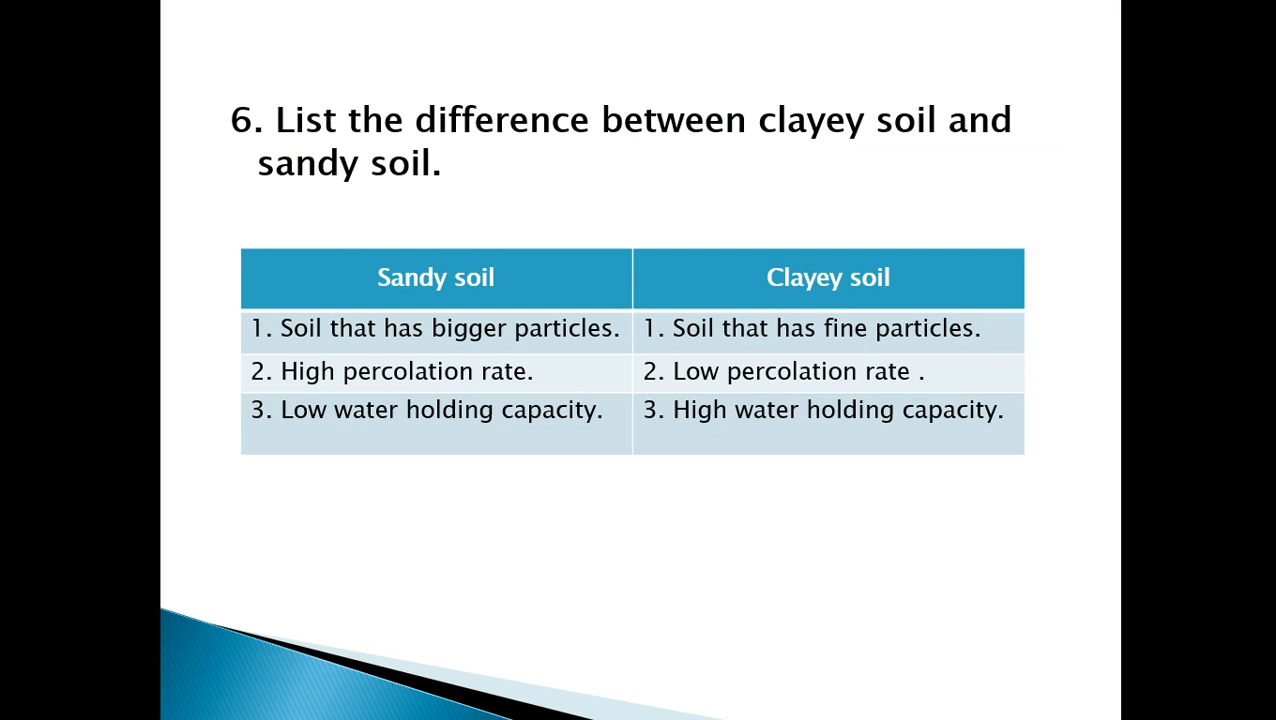 6. List the difference between clayey soil and
sandy soil.
Sandy soil
Clayey soil
1. Soil that has bigger particles.
1. Soil that has fine particles.
2. High percolation rate.
2. Low percolation rate .
3. Low water holding capacity.
3. High water holding capacity.